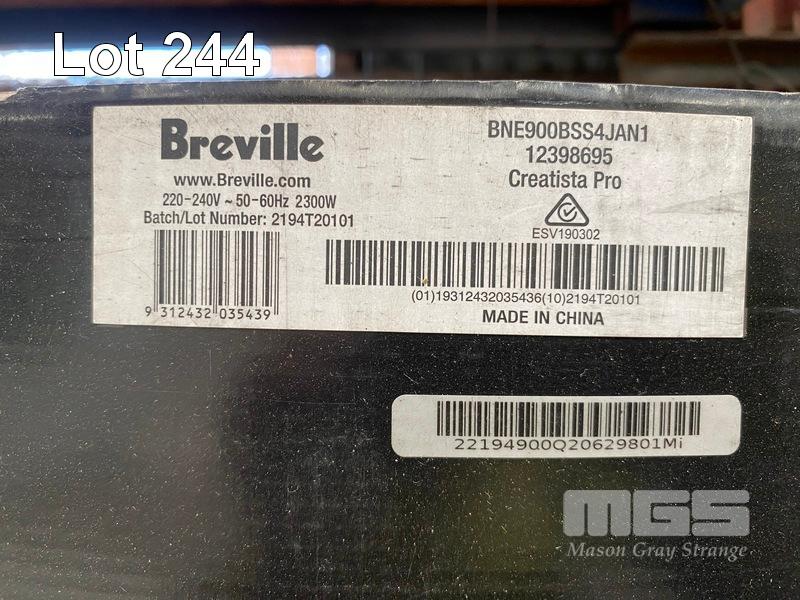 Lot 244
Breville
www.Breville.com
220-240V ~ 50-60Hz 2300W
Batch/Lot Number: 2194T20101
9 312432 035439
BNE900BSS4JAN1
12398695
Creatista Pro
ESV190302
(01)19312432035436(10)2194T20101
MADE IN CHINA
22194900Q20629801Mi
MGS
Mason Gray Strange